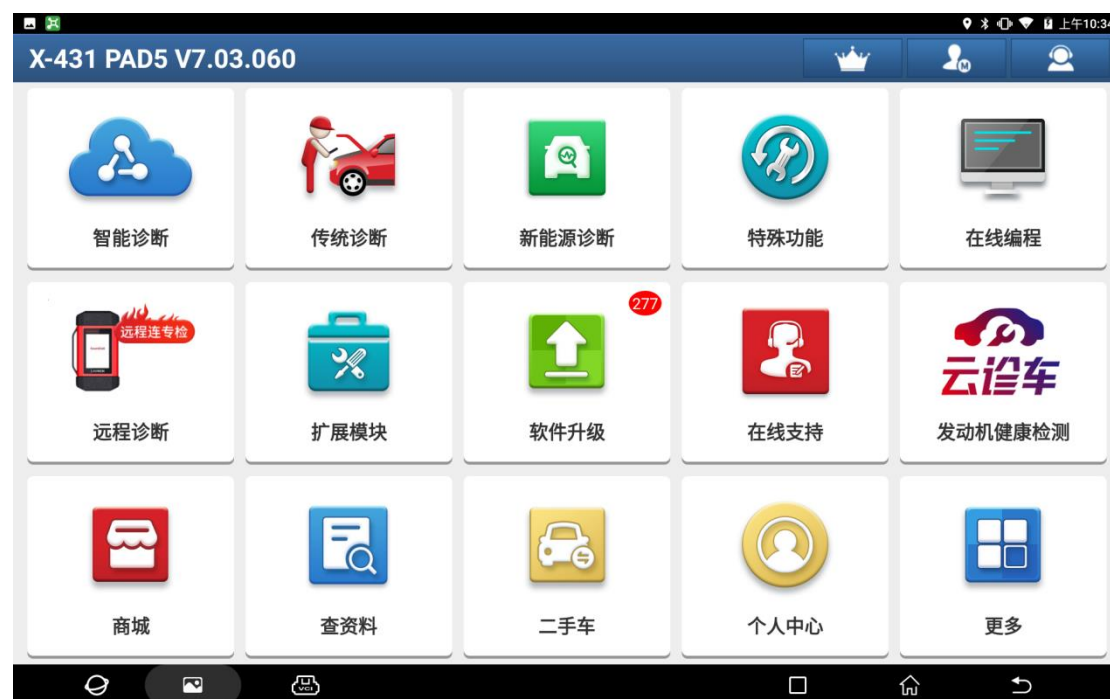 上午10:34
X-431 PAD5 V7.03.060
智能诊断
传统诊断
新能源诊断
特殊功能
在线编程
远程连专检
277
云诊车
远程诊断
扩展模块
软件升级
在线支持
发动机健康检测
商城
查资料
二手车
个人中心
更多
VCI